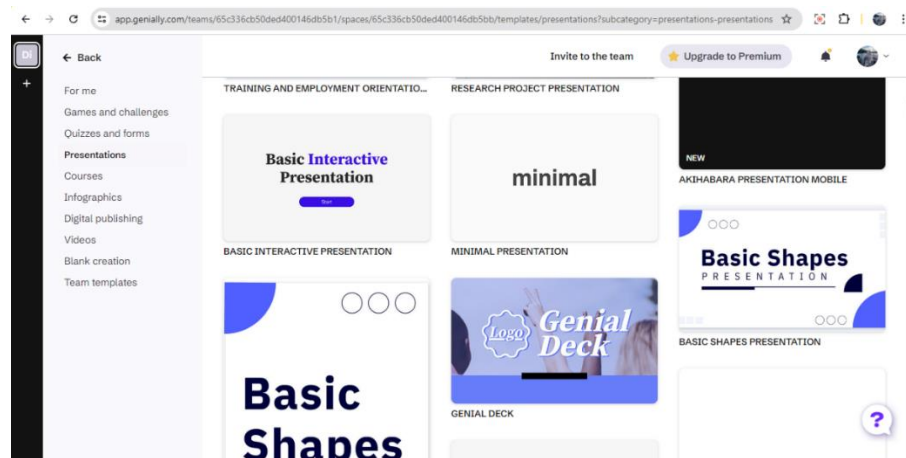 app.genially.com/teams/65c336cb50ded400146db5b1/spaces/65c336cb50ded400146db5bb/templates/presentations?subcategory=presentations-presentations
Di
← Back
Invite to the team
Upgrade to Premium
+
For me
Games and challenges
Quizzes and forms
Presentations
Courses
Infographics
Digital publishing
Videos
Blank creation
Team templates
TRAINING AND EMPLOYMENT ORIENTATIO...
RESEARCH PROJECT PRESENTATION
NEW
AKIHABARA PRESENTATION MOBILE
Basic Interactive
Presentation
Start
BASIC INTERACTIVE PRESENTATION
minimal
MINIMAL PRESENTATION
Basic Shapes
PRESENTATION
BASIC SHAPES PRESENTATION
Basic
Shapes
Logo
Genial
Deck
GENIAL DECK
?